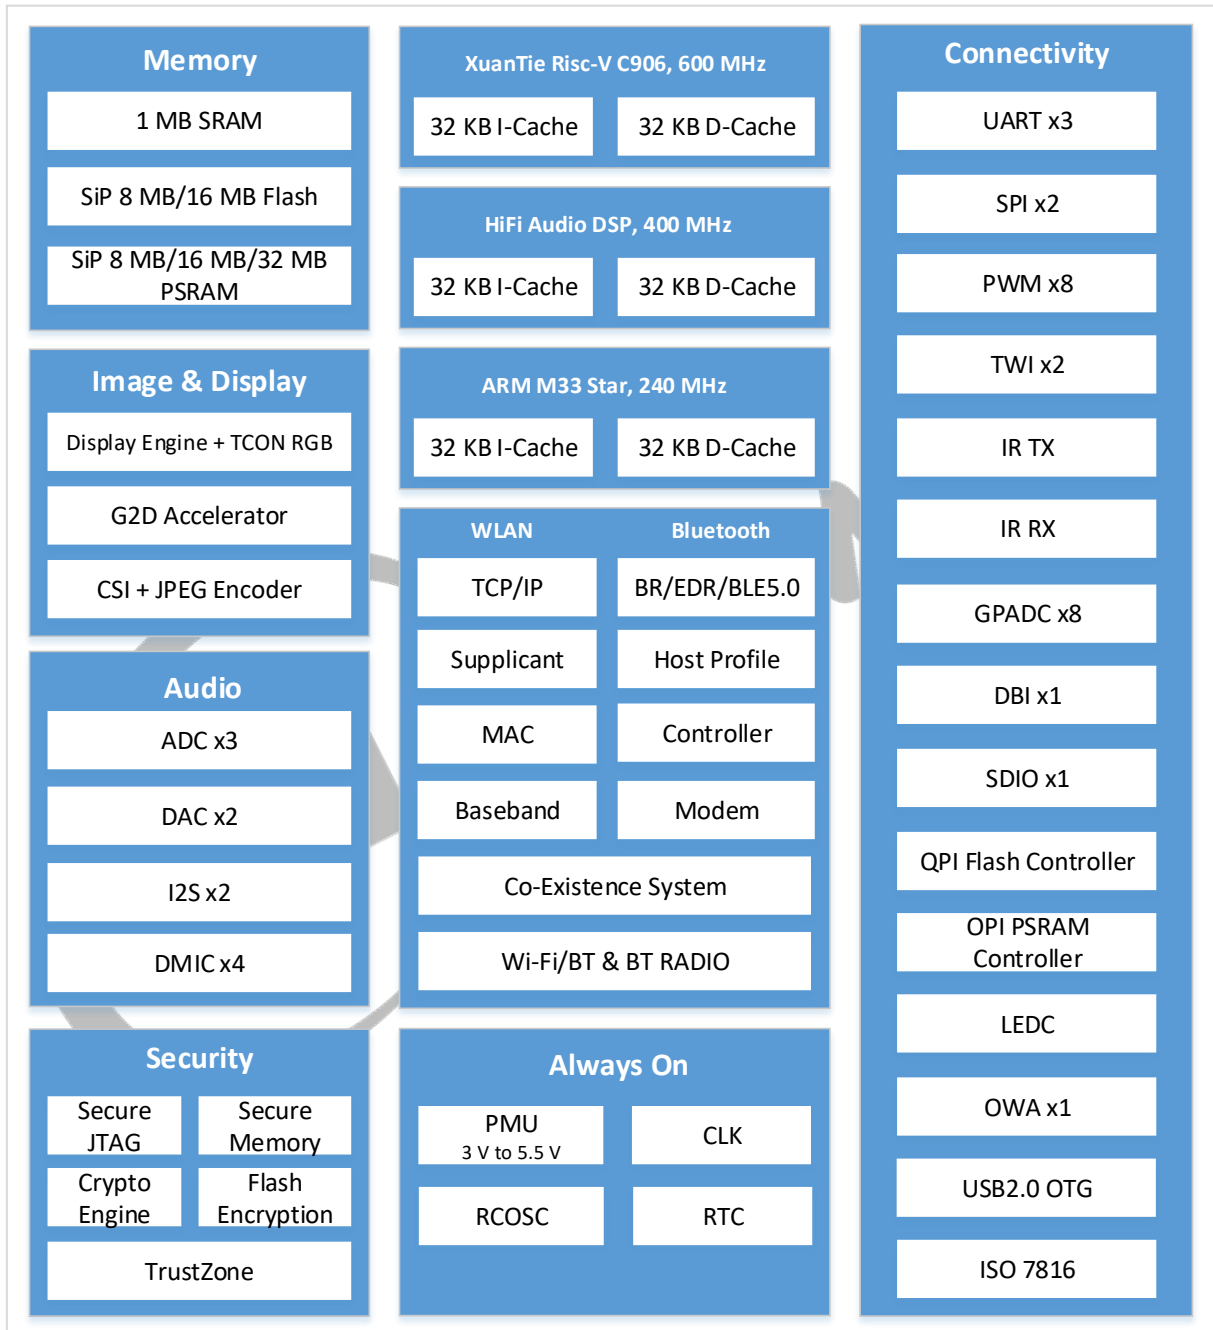 Memory
1 MB SRAM
SiP 8 MB/16 MB Flash
SiP 8 MB/16 MB/32 MB
PSRAM
Image & Display
Display Engine + TCON RGB
G2D Accelerator
CSI + JPEG Encoder
Audio
ADC x3
DAC x2
I2S x2
DMIC x4
Security
Secure
JTAG
Secure
Memory
Crypto
Engine
Flash
Encryption
TrustZone
XuanTie Risc-V C906, 600 MHz
32 KB I-Cache
32 KB D-Cache
HiFi Audio DSP, 400 MHz
32 KB I-Cache
32 KB D-Cache
ARM M33 Star, 240 MHz
32 KB I-Cache
32 KB D-Cache
WLAN
Bluetooth
TCP/IP
BR/EDR/BLE5.0
Supplicant
Host Profile
MAC
Controller
Baseband
Modem
Co-Existence System
Wi-Fi/BT & BT RADIO
Always On
PMU
3 V to 5.5 V
CLK
RCOSC
RTC
Connectivity
UART x3
SPI x2
PWM x8
TWI x2
IR TX
IR RX
GPADC x8
DBI x1
SDIO x1
QPI Flash Controller
OPI PSRAM
Controller
LEDC
OWA x1
USB2.0 OTG
ISO 7816